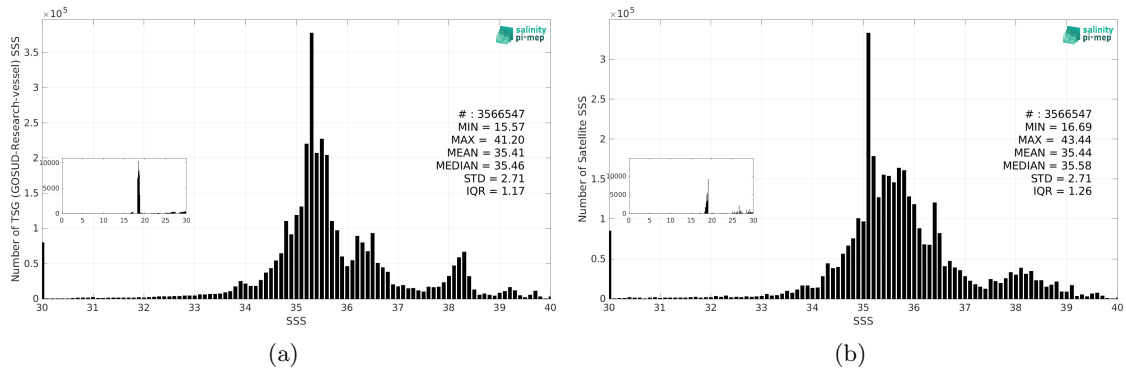 ×10⁵
salinity
pi-mep
Number of TSG (GOSUD-Research-vessel) SSS
3.5
3
2.5
2
1.5
1
0.5
0
# : 3566547
MIN = 15.57
MAX = 41.20
MEAN = 35.41
MEDIAN = 35.46
STD = 2.71
IQR = 1.17
10000
5000
0
0 5 10 15 20 25 30
30 31 32 33 34 35 36 37 38 39 40
SSS
(a)
×10⁵
salinity
pi-mep
Number of Satellite SSS
3
2.5
2
1.5
1
0.5
0
# : 3566547
MIN = 16.69
MAX = 43.44
MEAN = 35.44
MEDIAN = 35.58
STD = 2.71
IQR = 1.26
10000
5000
0
0 5 10 15 20 25 30
30 31 32 33 34 35 36 37 38 39 40
SSS
(b)